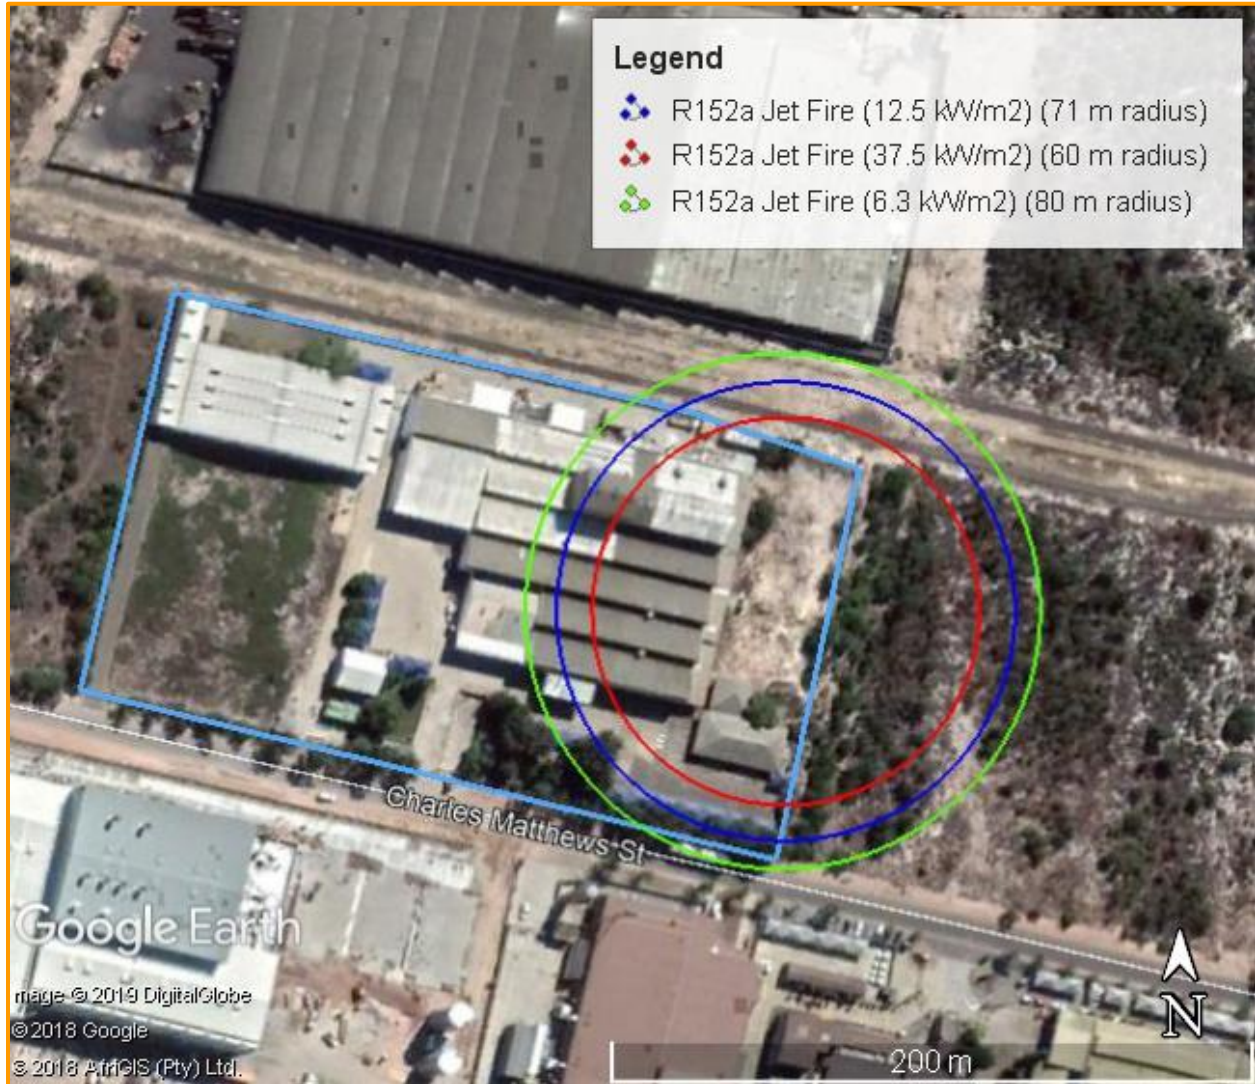 Legend
R152a Jet Fire (12.5 kW/m2) (71 m radius)
R152a Jet Fire (37.5 kW/m2) (60 m radius)
R152a Jet Fire (6.3 kW/m2) (80 m radius)
Charles Matthews St
Google Earth
mage © 2019 DigitalGlobe
© 2018 Google
© 2018 AfriGIS (Pty) Ltd.
N
200 m